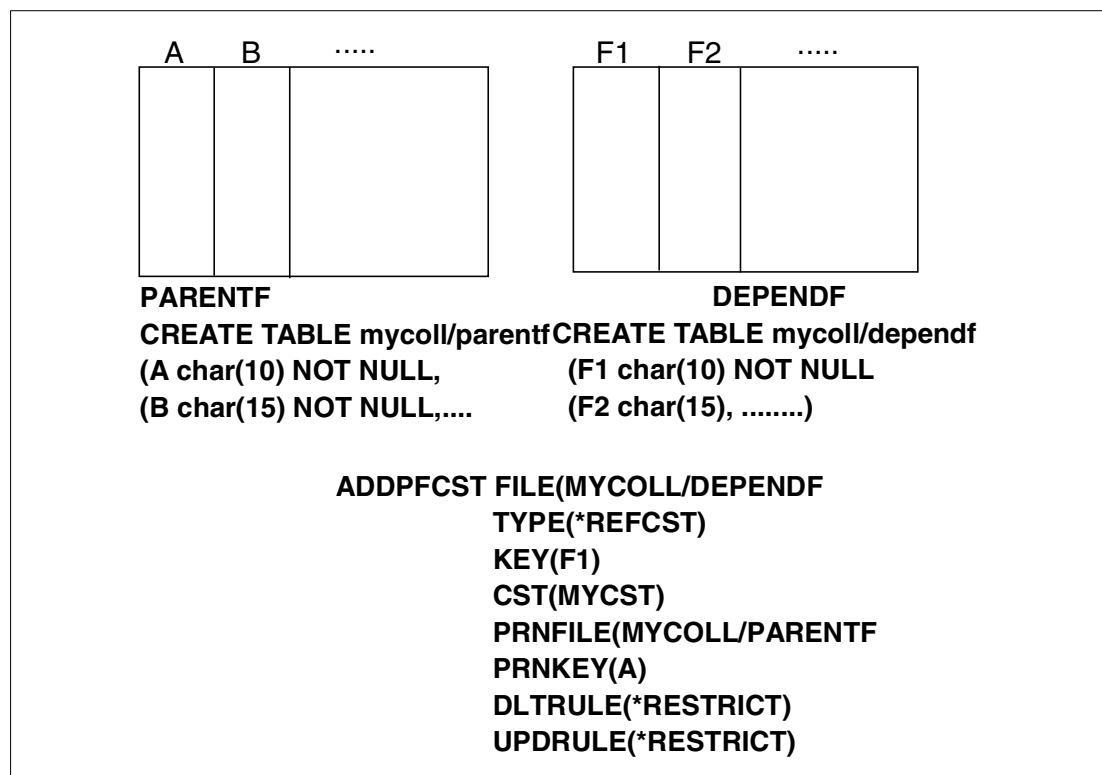 A B ..... F1 F2 .....
PARENTF DEPENDF
CREATE TABLE mycoll/parentf CREATE TABLE mycoll/dependf
(A char(10) NOT NULL, (F1 char(10) NOT NULL
(B char(15) NOT NULL,.... (F2 char(15), ........)
ADDPFCST FILE(MYCOLL/DEPENDF
TYPE(*REFCST)
KEY(F1)
CST(MYCST)
PRNFILE(MYCOLL/PARENTF
PRNKEY(A)
DLTRULE(*RESTRICT)
UPDRULE(*RESTRICT)